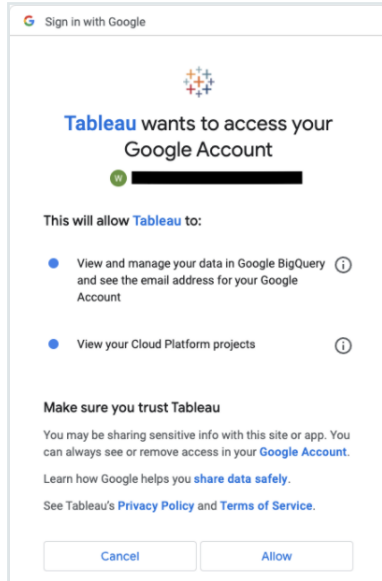 Sign in with Google
Tableau wants to access your
Google Account
W
This will allow Tableau to:
View and manage your data in Google BigQuery
and see the email address for your Google
Account
View your Cloud Platform projects
Make sure you trust Tableau
You may be sharing sensitive info with this site or app. You
can always see or remove access in your Google Account.
Learn how Google helps you share data safely.
See Tableau's Privacy Policy and Terms of Service.
Cancel
Allow